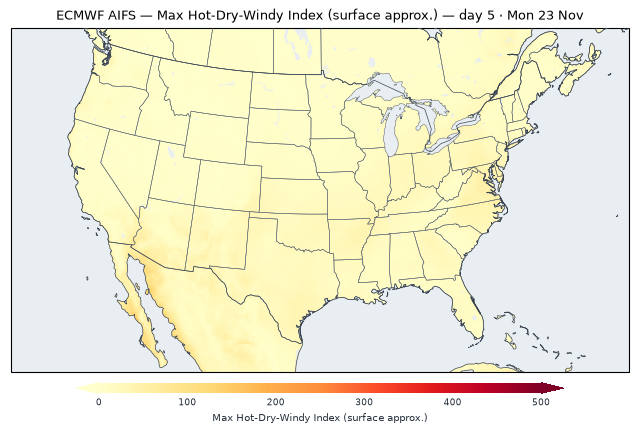 ECMWF AIFS — Max Hot-Dry-Windy Index (surface approx.) — day 5 · Mon 23 Nov
0 100 200 300 400 500
Max Hot-Dry-Windy Index (surface approx.)